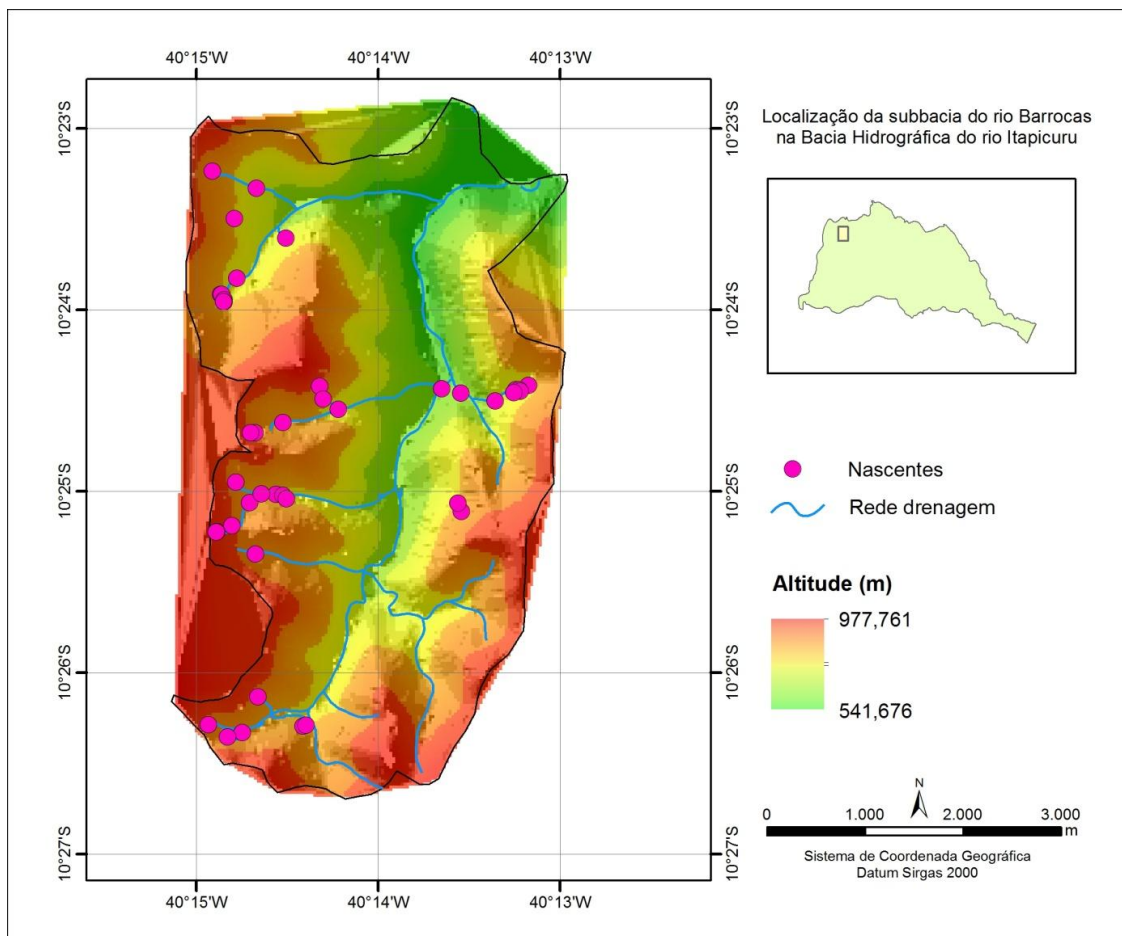 40°15'W 40°14'W 40°13'W
10°23'S 10°23'S
10°24'S 10°24'S
10°25'S 10°25'S
10°26'S 10°26'S
10°27'S 10°27'S
40°15'W 40°14'W 40°13'W
Localização da subbacia do rio Barrocas
na Bacia Hidrográfica do rio Itapicuru
Nascentes
Rede drenagem
Altitude (m)
977,761
541,676
N
0 1.000 2.000 3.000
m
Sistema de Coordenada Geográfica
Datum Sirgas 2000